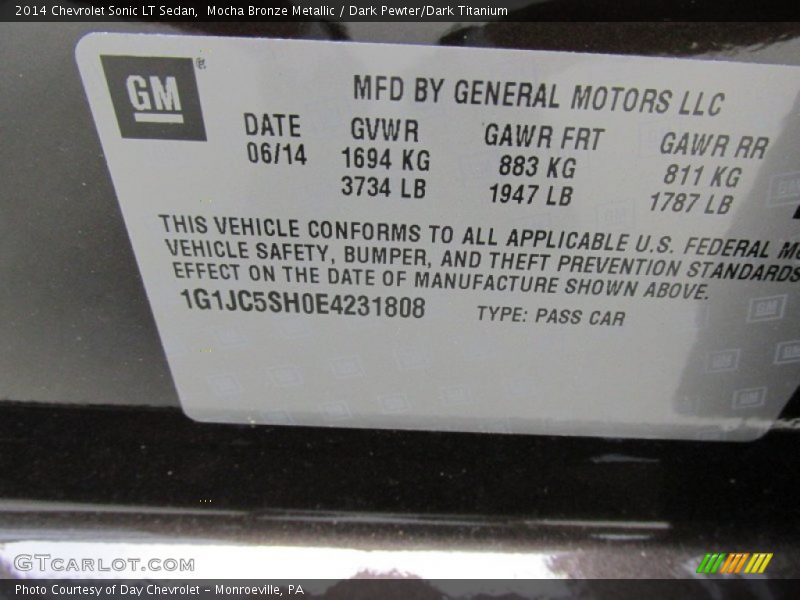 2014 Chevrolet Sonic LT Sedan,  Mocha Bronze Metallic / Dark Pewter/Dark Titanium
GM ®
MFD BY GENERAL MOTORS LLC
DATE GVWR GAWR FRT GAWR RR
06/14 1694 KG 883 KG 811 KG
3734 LB 1947 LB 1787 LB
THIS VEHICLE CONFORMS TO ALL APPLICABLE U.S. FEDERAL MO
VEHICLE SAFETY, BUMPER, AND THEFT PREVENTION STANDARDS
EFFECT ON THE DATE OF MANUFACTURE SHOWN ABOVE.
1G1JC5SH0E4231808 TYPE: PASS CAR
GTCARLOT.COM
Photo Courtesy of Day Chevrolet – Monroeville, PA